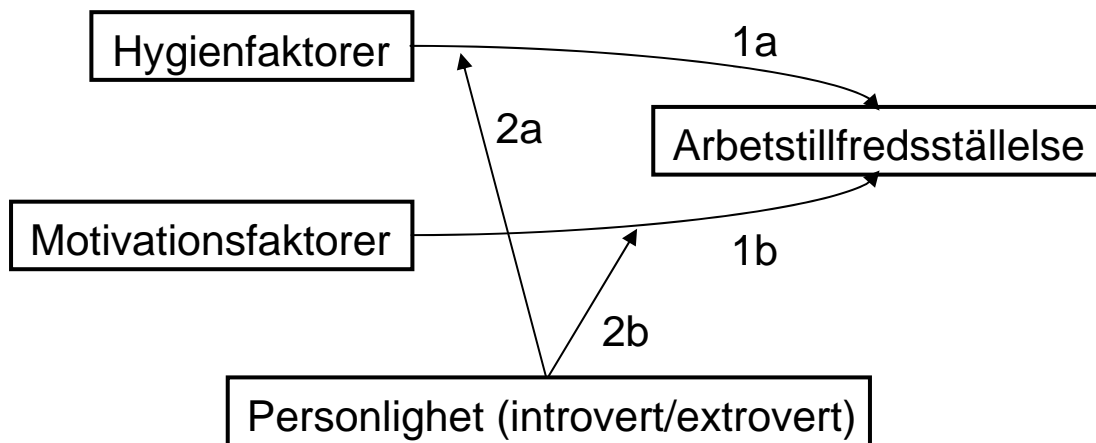 Hygienfaktorer
1a
2a
Arbetstillfredsställelse
Motivationsfaktorer
1b
2b
Personlighet (introvert/extrovert)